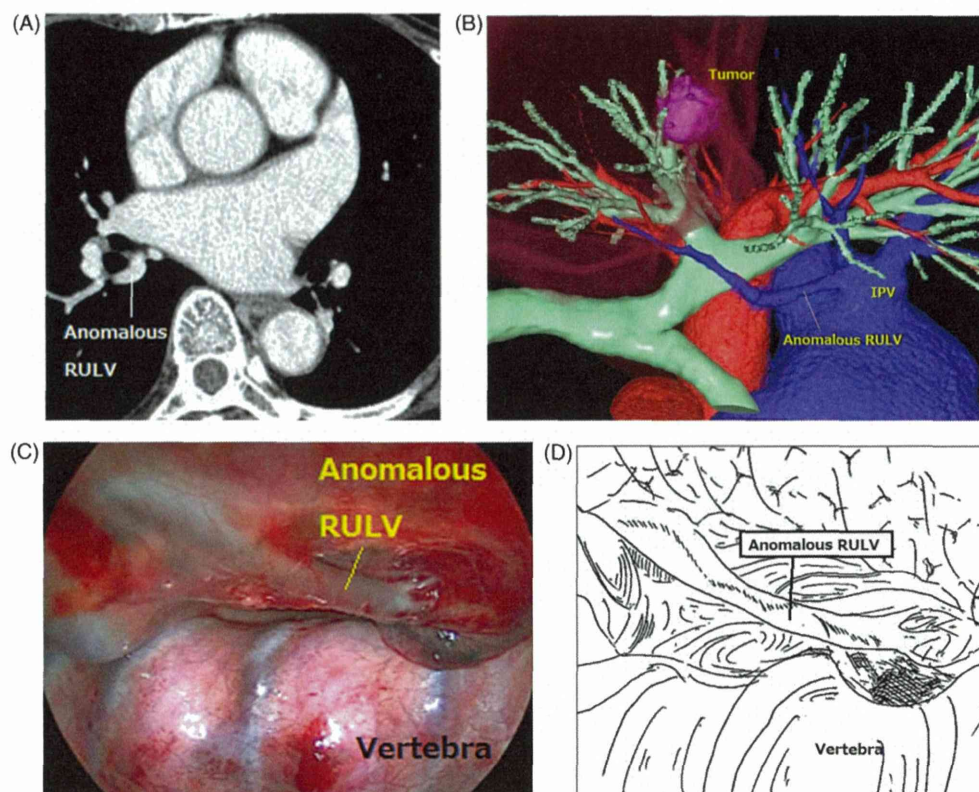 (A)
Anomalous
RULV
(B)
Tumor
IPV
Anomalous RULV
(C)
Anomalous
RULV
Vertebra
(D)
Anomalous RULV
Vertebra